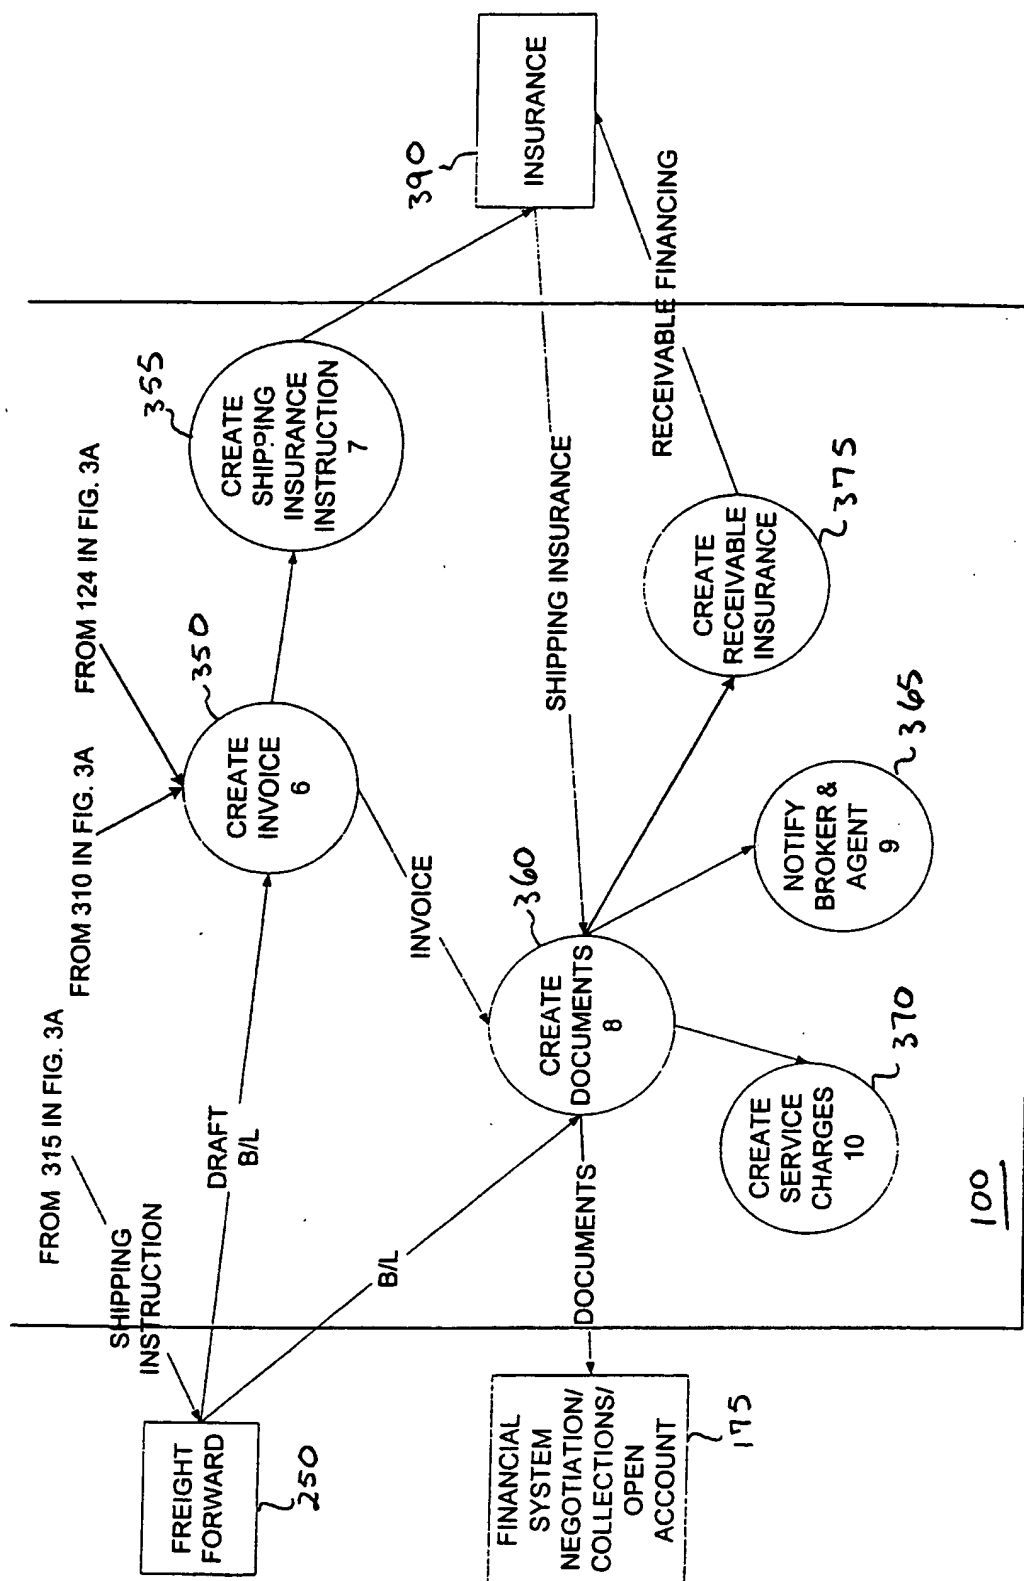 FROM 315 IN FIG. 3A
FROM 310 IN FIG. 3A
FROM 124 IN FIG. 3A
SHIPPING
INSTRUCTION
FREIGHT
FORWARD
250
DRAFT
B/L
CREATE
INVOICE
6
350
CREATE
SHIPPING
INSURANCE
INSTRUCTION
7
355
INSURANCE
390
B/L
INVOICE
SHIPPING INSURANCE
RECEIVABLE FINANCING
CREATE
DOCUMENTS
8
360
DOCUMENTS
FINANCIAL
SYSTEM
NEGOTIATION/
COLLECTIONS/
OPEN
ACCOUNT
175
CREATE
SERVICE
CHARGES
10
370
NOTIFY
BROKER &
AGENT
9
365
CREATE
RECEIVABLE
INSURANCE
375
100